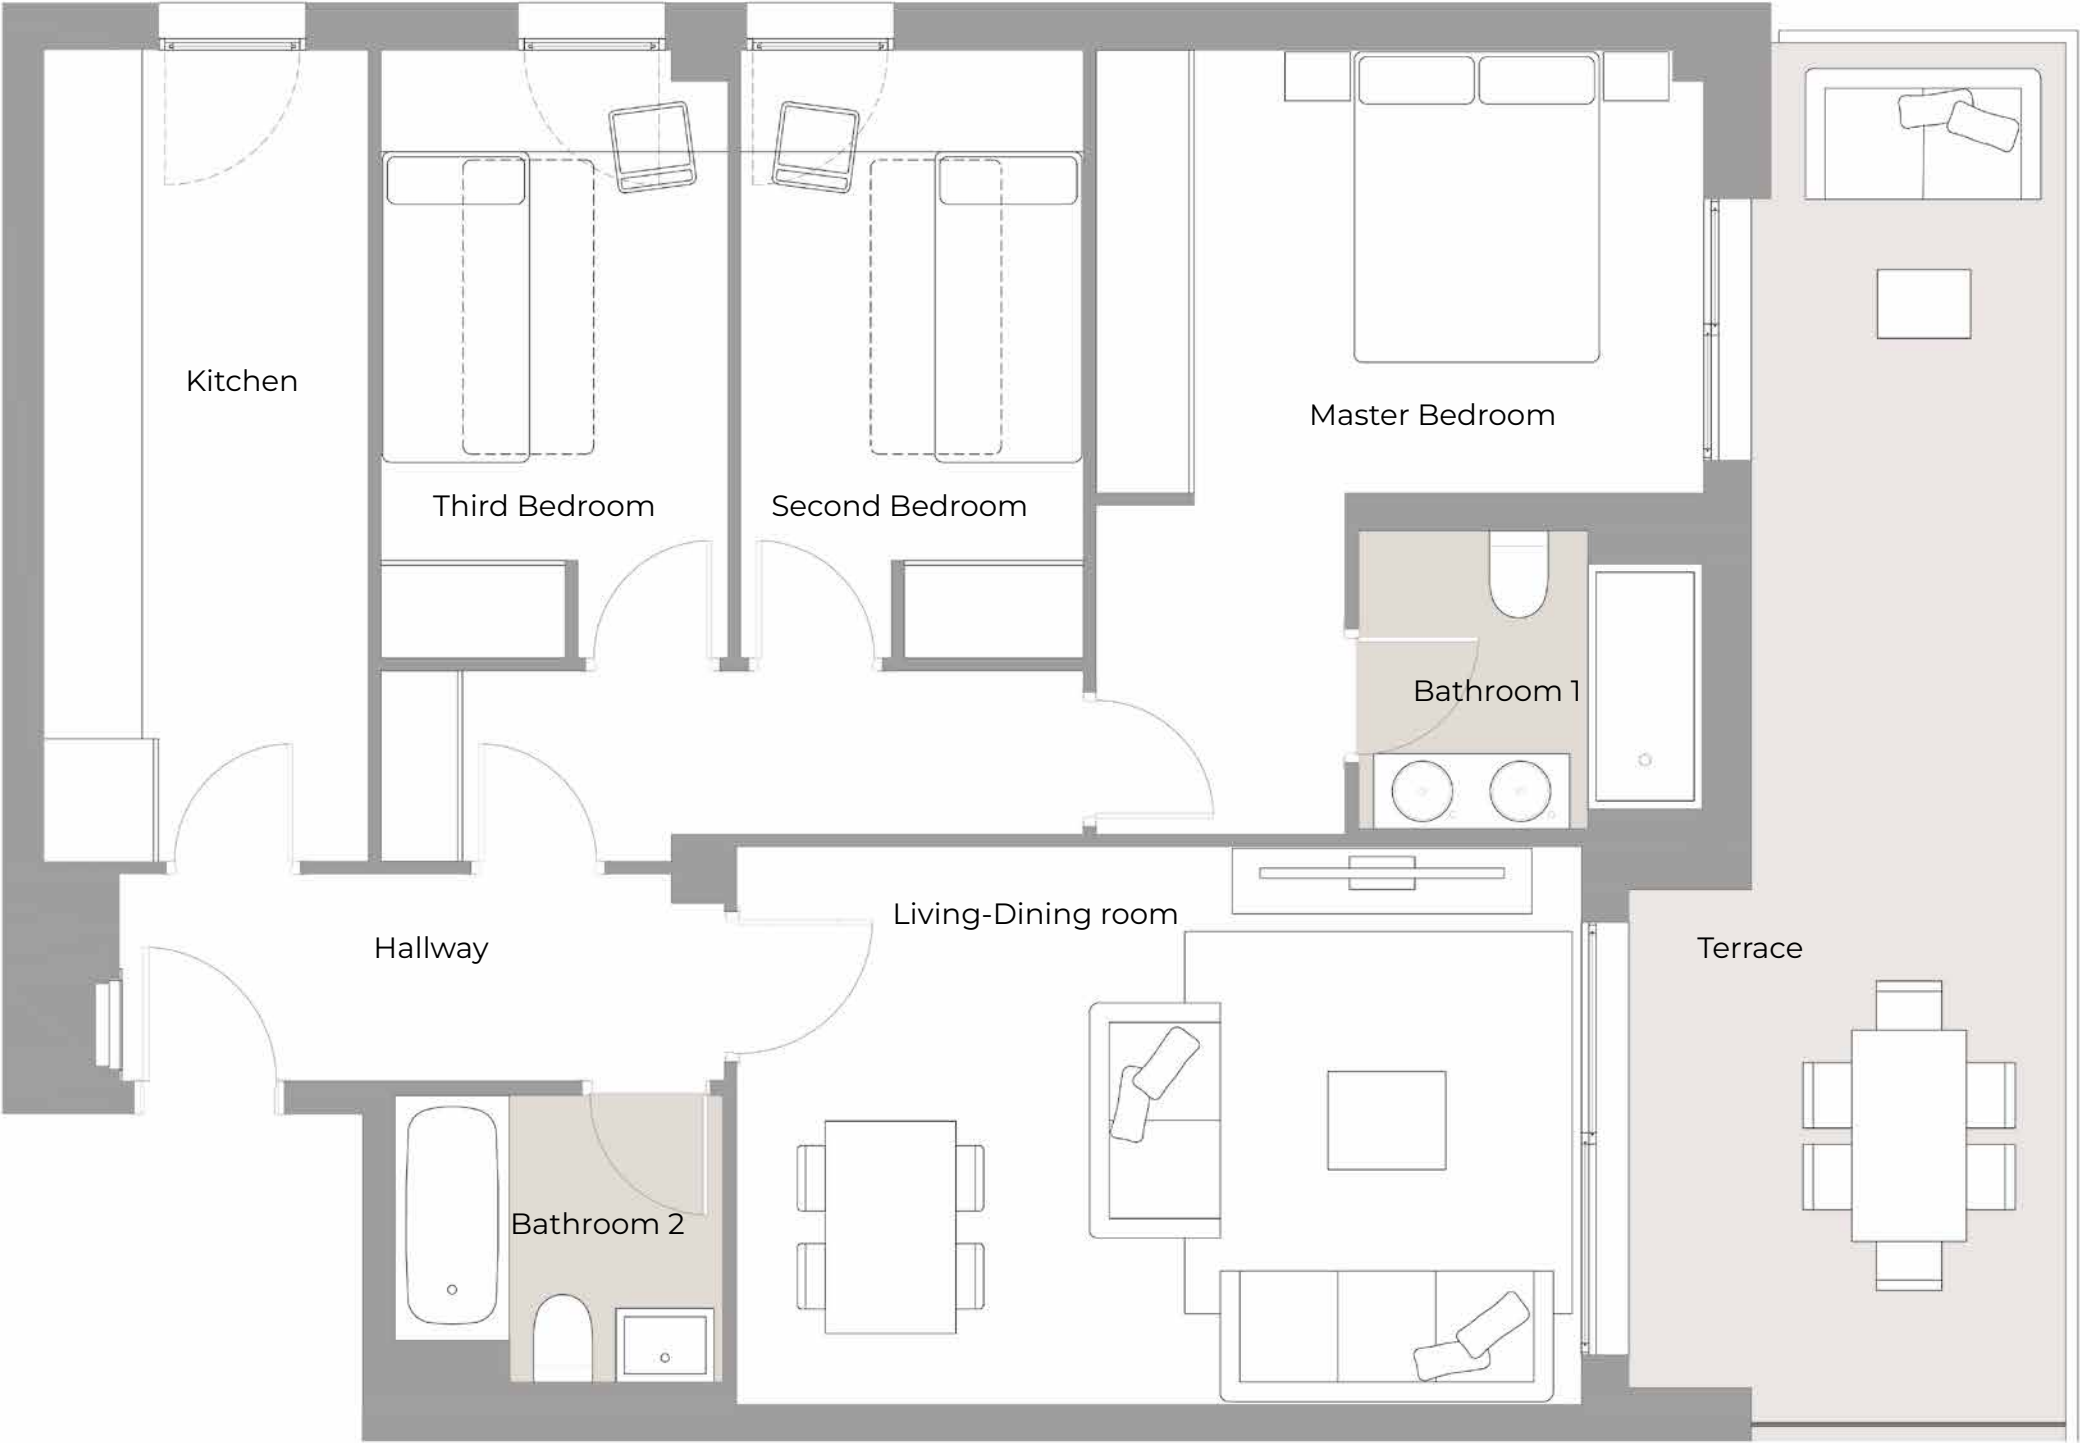 Kitchen
Master Bedroom
Third Bedroom
Second Bedroom
Bathroom 1
Living-Dining room
Hallway
Terrace
Bathroom 2